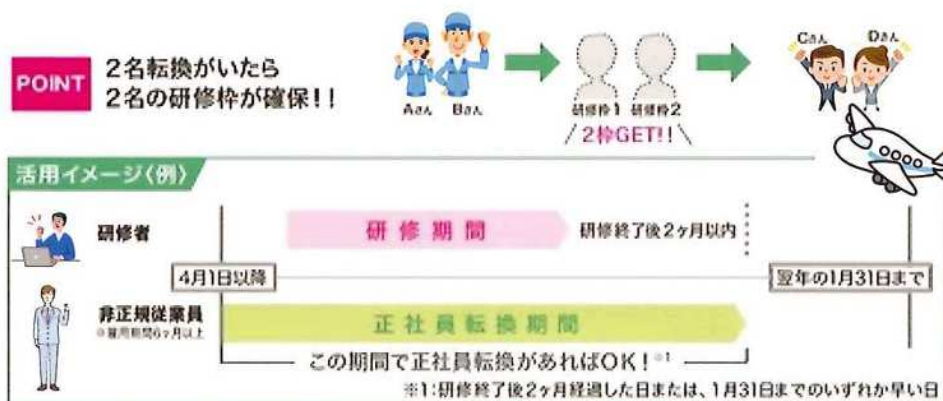 POINT
2名転換がいたら
2名の研修枠が確保!!
Aさん Bさん
研修枠1 研修枠2
2枠GET!!
Cさん Dさん
活用イメージ〈例〉
研修者
研修期間
研修終了後2ヶ月以内
4月1日以降
翌年の1月31日まで
非正規従業員
※雇用期間6ヶ月以上
正社員転換期間
この期間で正社員転換があればOK!※1
※1:研修終了後2ヶ月経過した日または、1月31日までのいずれか早い日